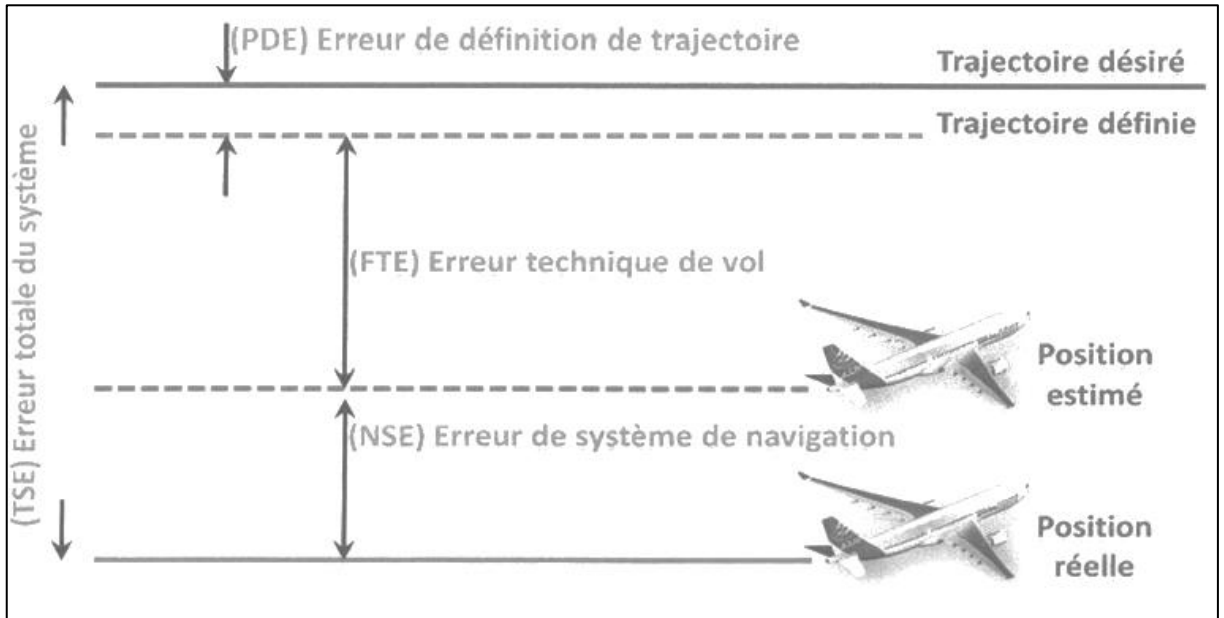 (PDE) Erreur de définition de trajectoire
Trajectoire désiré
Trajectoire définie
(TSE) Erreur totale du système
(FTE) Erreur technique de vol
Position
estimé
(NSE) Erreur de système de navigation
Position
réelle